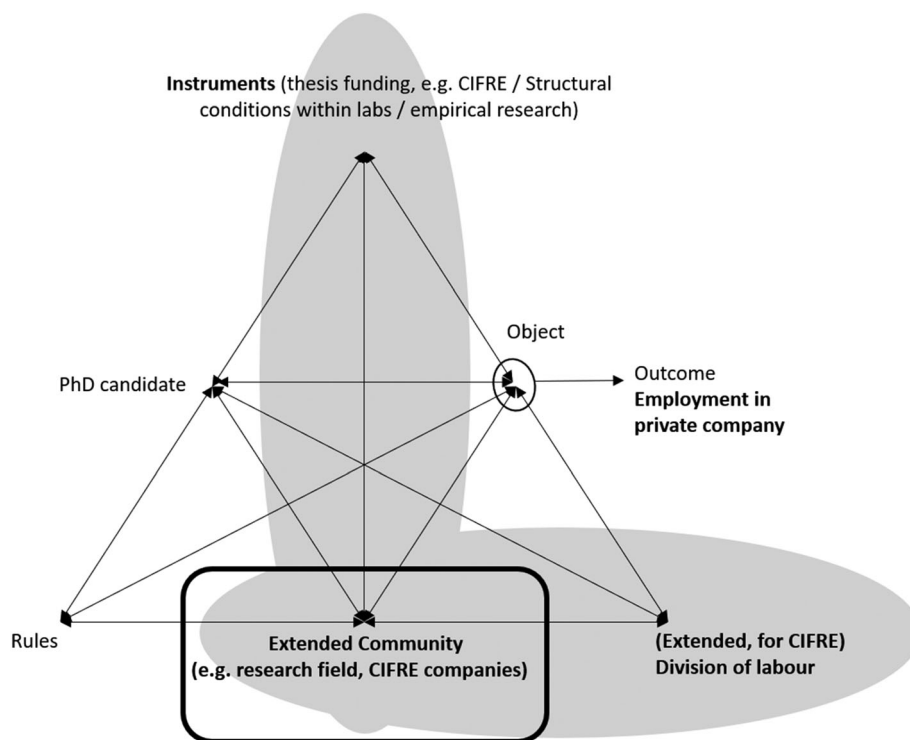 Instruments (thesis funding, e.g. CIFRE / Structural
conditions within labs / empirical research)
Object
PhD candidate
Outcome
Employment in
private company
Rules
Extended Community
(e.g. research field, CIFRE companies)
(Extended, for CIFRE)
Division of labour